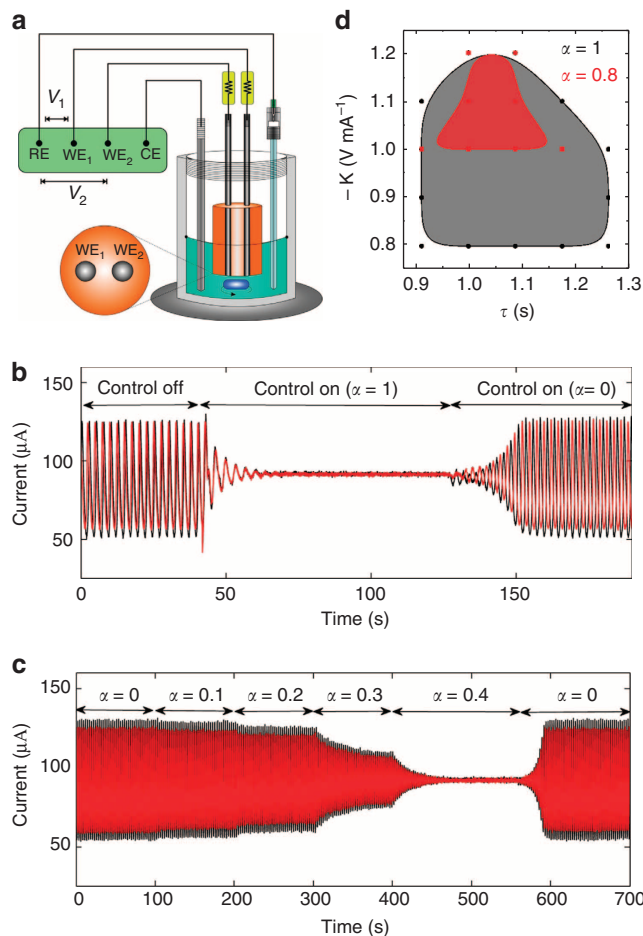 a
V1
RE WE1 WE2 CE
V2
WE1 WE2
d
α = 1
α = 0.8
1.2
1.1
1.0
0.9
0.8
– K (V mA⁻¹)
0.9 1.0 1.1 1.2 1.3
τ (s)
b
150
100
50
Current (µA)
Control off
Control on (α = 1)
Control on (α= 0)
0 50 100 150
Time (s)
c
150
100
50
Current (µA)
α = 0 α = 0.1 α = 0.2 α = 0.3 α = 0.4 α = 0
0 100 200 300 400 500 600 700
Time (s)